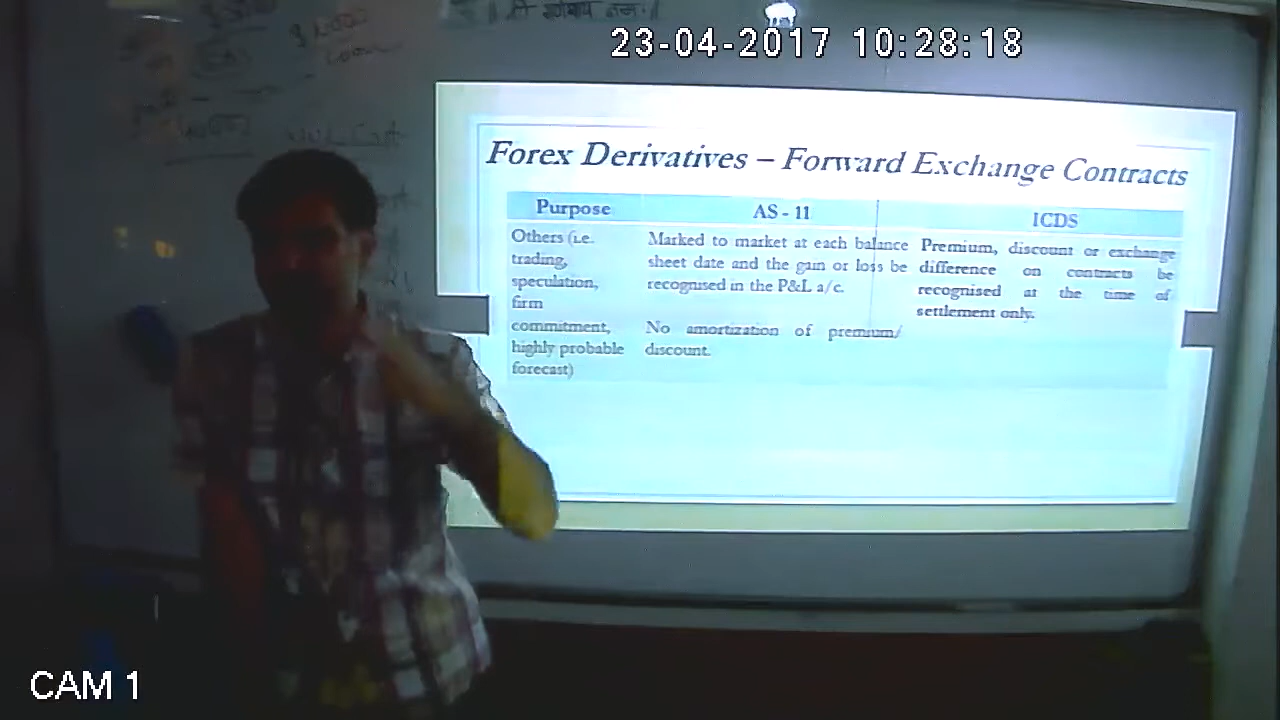 || श्री गणेशाय नमः ||
23-04-2017 10:28:18
Forex Derivatives – Forward Exchange Contracts
Purpose
AS - 11
ICDS
Others (i.e.
trading,
speculation,
firm
commitment,
highly probable
forecast)
Marked to market at each balance
sheet date and the gain or loss be
recognised in the P&L a/c.
No amortization of premium/
discount.
Premium, discount or exchange
difference on contracts be
recognised at the time of
settlement only.
CAM 1